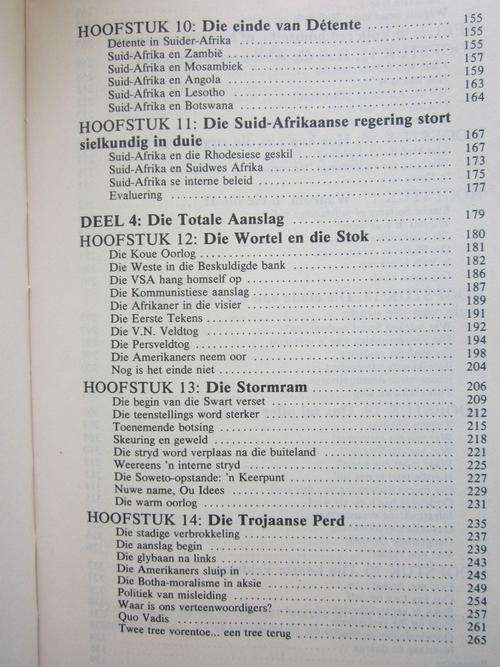 HOOFSTUK 10: Die einde van Détente ........ 155
Détente in Suider-Afrika ........ 155
Suid-Afrika en Zambië ........ 155
Suid-Afrika en Mosambiek ........ 157
Suid-Afrika en Angola ........ 159
Suid-Afrika en Lesotho ........ 163
Suid-Afrika en Botswana ........ 164
HOOFSTUK 11: Die Suid-Afrikaanse regering stort
sielkundig in duie ........ 167
Suid-Afrika en die Rhodesiese geskil ........ 167
Suid-Afrika en Suidwes Afrika ........ 173
Suid-Afrika se interne beleid ........ 175
Evaluering ........ 177
DEEL 4: Die Totale Aanslag ........ 179
HOOFSTUK 12: Die Wortel en die Stok ........ 180
Die Koue Oorlog ........ 181
Die Weste in die Beskuldigde bank ........ 182
Die VSA hang homself op ........ 186
Die Kommunistiese aanslag ........ 187
Die Afrikaner in die visier ........ 189
Die Eerste Tekens ........ 191
Die V.N. Veldtog ........ 192
Die Persveldtog ........ 194
Die Amerikaners neem oor ........ 198
Nog is het einde niet ........ 204
HOOFSTUK 13: Die Stormram ........ 206
Die begin van die Swart verset ........ 209
Die teenstellings word sterker ........ 212
Toenemende botsing ........ 215
Skeuring en geweld ........ 218
Die stryd word verplaas na die buiteland ........ 221
Weereens 'n interne stryd ........ 225
Die Soweto-opstande: 'n Keerpunt ........ 227
Nuwe name, Ou Idees ........ 229
Die warm oorlog ........ 231
HOOFSTUK 14: Die Trojaanse Perd ........ 235
Die stadige verbrokkeling ........ 237
Die aanslag begin ........ 239
Die glybaan na links ........ 243
Die Amerikaners sluip in ........ 245
Die Botha-moralisme in aksie ........ 249
Politiek van misleiding ........ 254
Waar is ons verteenwoordigers? ........ 257
Quo Vadis ........ 261
Twee tree vorentoe... een tree terug ........ 265